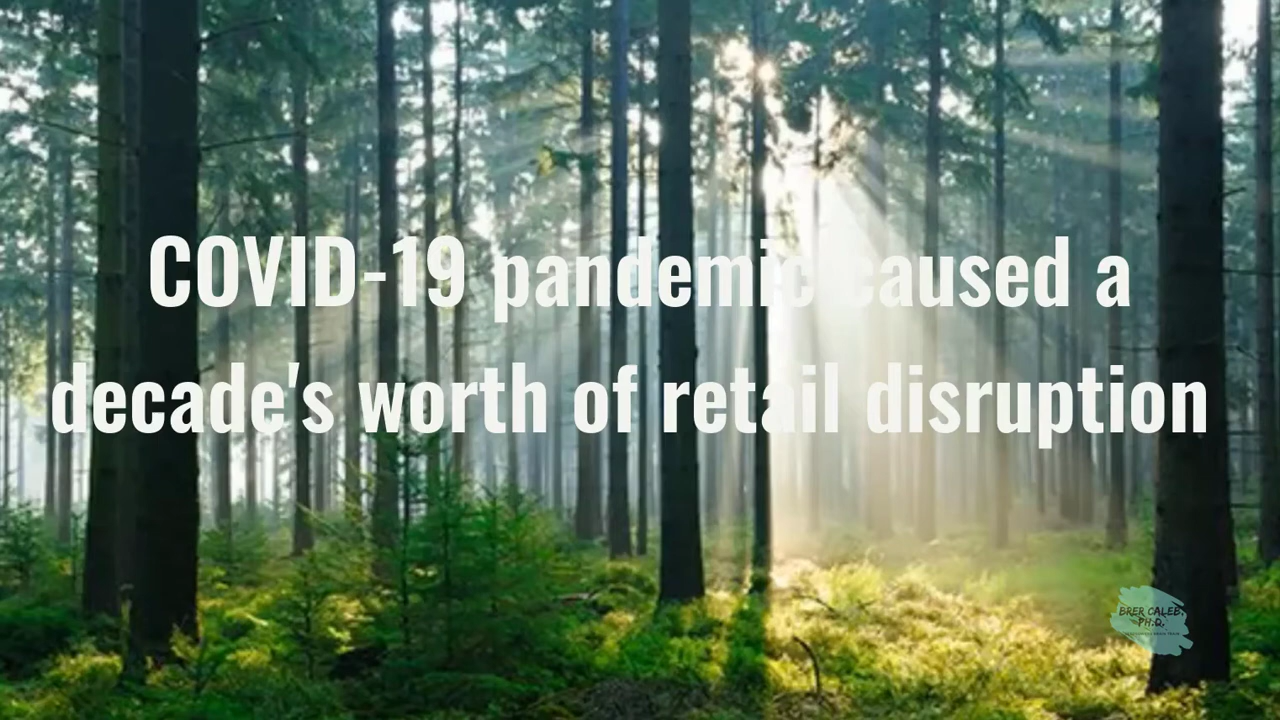 COVID-19 pandemic caused a
decade's worth of retail disruption
BRER CALEB,
PH.D.